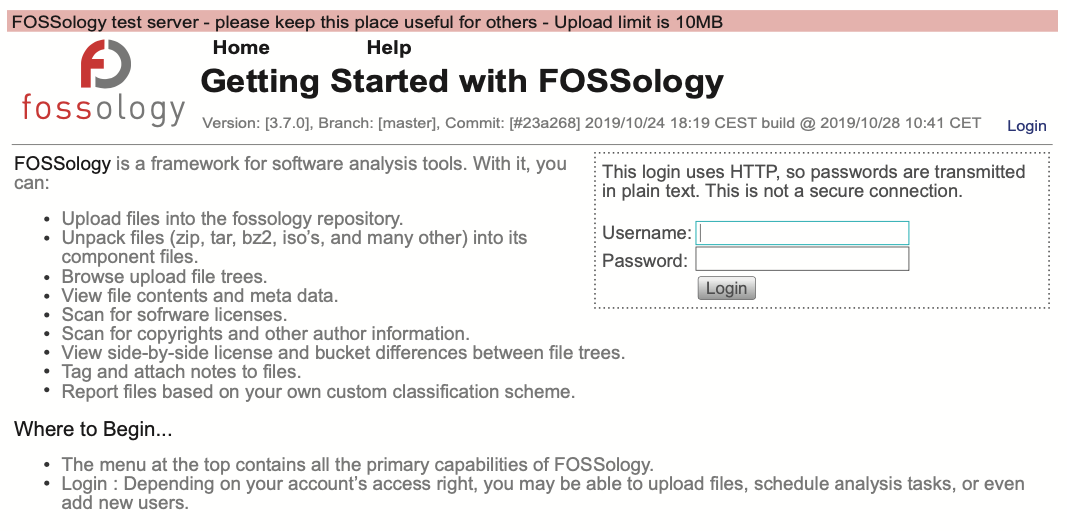 FOSSology test server - please keep this place useful for others - Upload limit is 10MB
Home Help
fossology
Getting Started with FOSSology
Version: [3.7.0], Branch: [master], Commit: [#23a268] 2019/10/24 18:19 CEST build @ 2019/10/28 10:41 CET
Login
FOSSology is a framework for software analysis tools. With it, you
can:
• Upload files into the fossology repository.
• Unpack files (zip, tar, bz2, iso's, and many other) into its
component files.
• Browse upload file trees.
• View file contents and meta data.
• Scan for sofrware licenses.
• Scan for copyrights and other author information.
• View side-by-side license and bucket differences between file trees.
• Tag and attach notes to files.
• Report files based on your own custom classification scheme.
This login uses HTTP, so passwords are transmitted
in plain text. This is not a secure connection.
Username:
Password:
Login
Where to Begin...
• The menu at the top contains all the primary capabilities of FOSSology.
• Login : Depending on your account's access right, you may be able to upload files, schedule analysis tasks, or even
add new users.